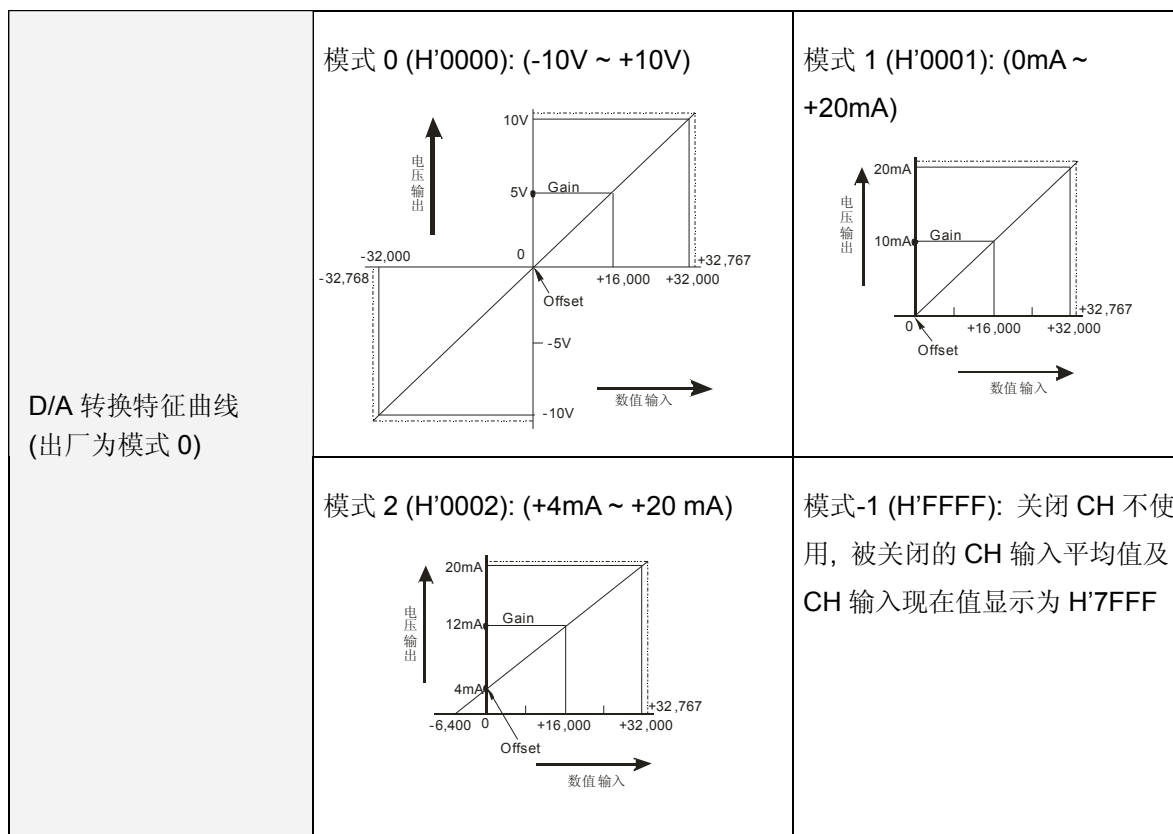 D/A 转换特征曲线
(出厂为模式 0)
模式 0 (H'0000): (-10V ~ +10V)
10V
电压输出
5V
Gain
0
-32,000
-32,768
+32,767
+16,000
+32,000
Offset
-5V
-10V
数值输入
模式 1 (H'0001): (0mA ~
+20mA)
20mA
电压输出
10mA
Gain
+32,767
0
+16,000
+32,000
Offset
数值输入
模式 2 (H'0002): (+4mA ~ +20 mA)
20mA
电压输出
12mA
Gain
4mA
+32,767
-6,400
0
+16,000
+32,000
Offset
数值输入
模式-1 (H'FFFF): 关闭 CH 不使
用, 被关闭的 CH 输入平均值及
CH 输入现在值显示为 H'7FFF